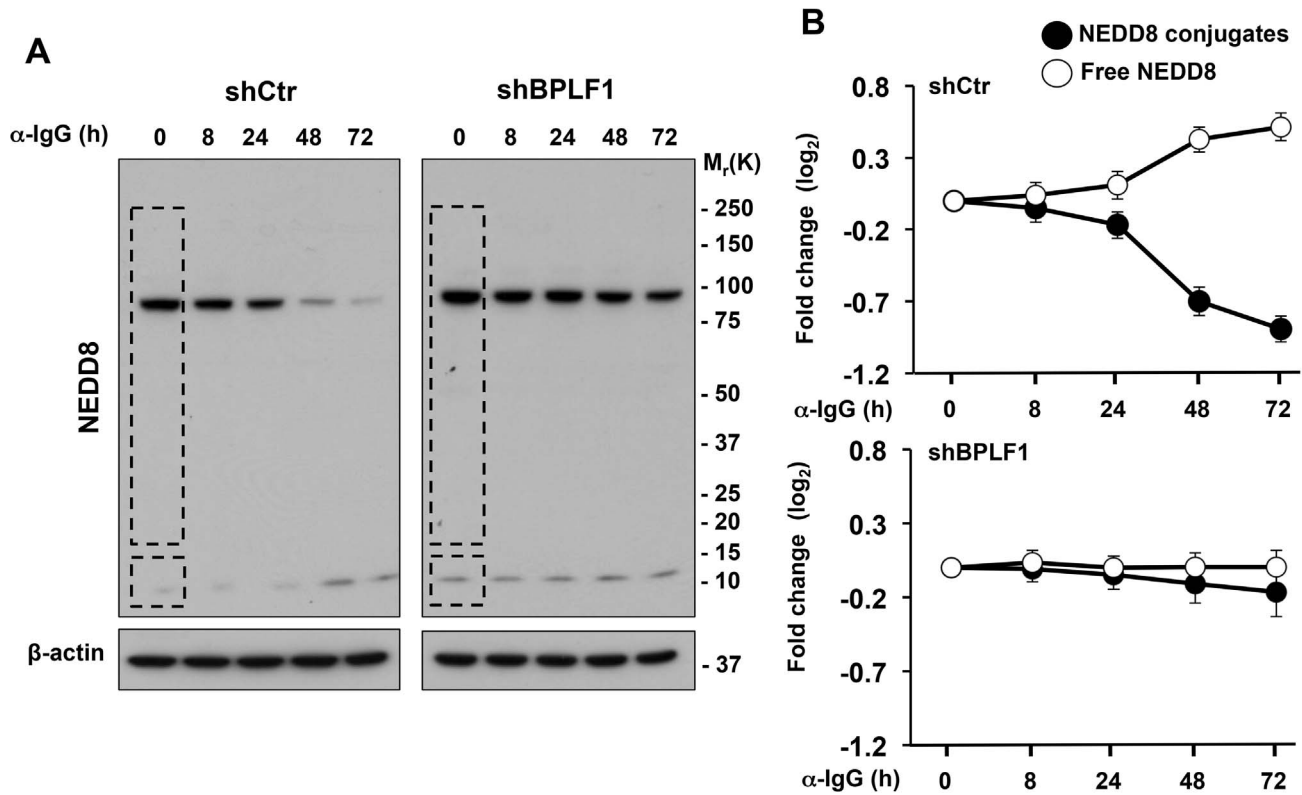 A
shCtr shBPLF1
α-IgG (h) 0 8 24 48 72 0 8 24 48 72
Mr(K)
- 250
- 150
- 100
- 75
- 50
- 37
- 25
- 20
- 15
- 10
NEDD8
β-actin
- 37
B
NEDD8 conjugates
Free NEDD8
shCtr
Fold change (log2)
0.8
0.3
-0.2
-0.7
-1.2
α-IgG (h) 0 8 24 48 72
shBPLF1
Fold change (log2)
0.8
0.3
-0.2
-0.7
-1.2
α-IgG (h) 0 8 24 48 72